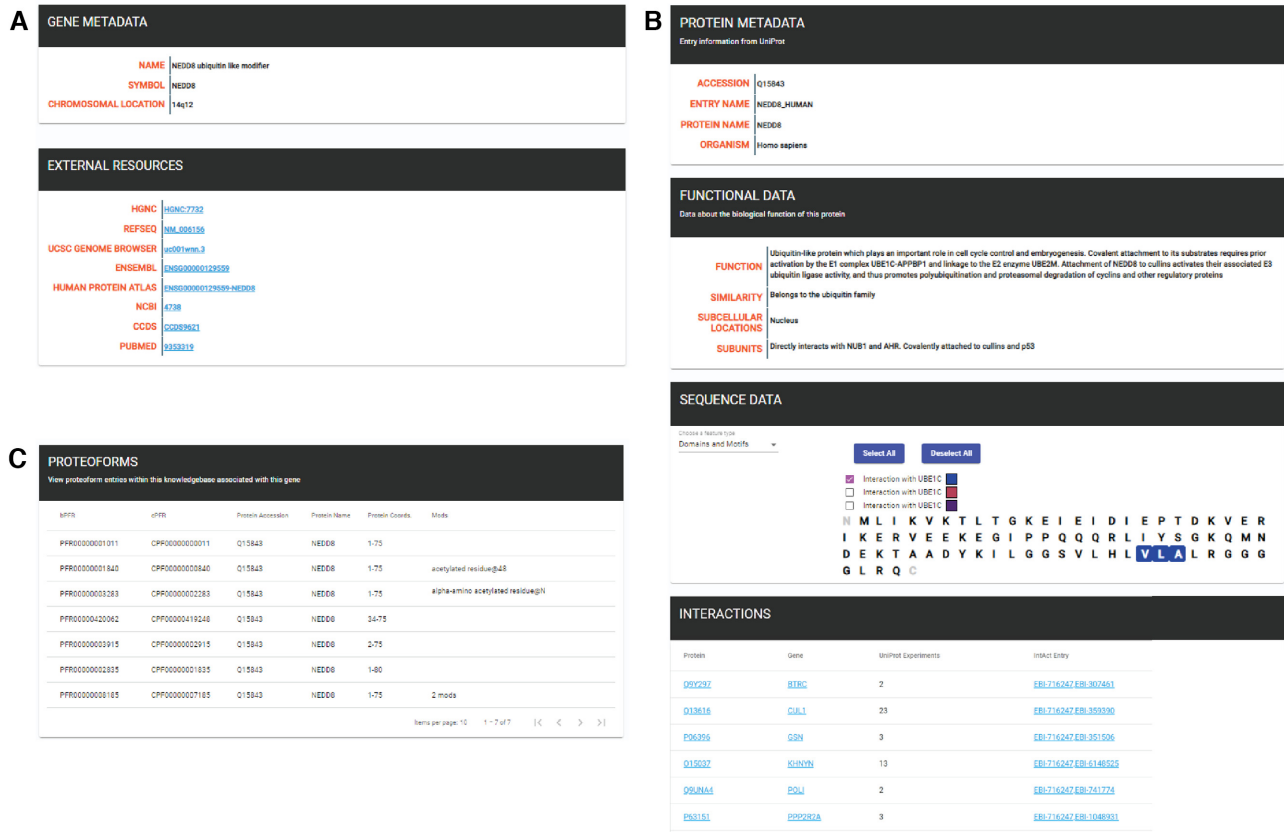 A
GENE METADATA
NAME NEDD8 ubiquitin like modifier
SYMBOL NEDD8
CHROMOSOMAL LOCATION 14q12
EXTERNAL RESOURCES
HGNC HGNC:7732
REFSEQ NM_006156
UCSC GENOME BROWSER uc001wnn.3
ENSEMBL ENSG00000129559
HUMAN PROTEIN ATLAS ENSG00000129559-NEDD8
NCBI 4738
CCDS CCDS9621
PUBMED 9353319
C
PROTEOFORMS
View proteoform entries within this knowledgebase associated with this gene
bPFR cPFR Protein Accession Protein Name Protein Coords. Mods
PFR00000001011 CPF00000000011 Q15843 NEDD8 1-75
PFR00000001840 CPF00000000840 Q15843 NEDD8 1-75 acetylated residue@48
PFR00000003283 CPF00000002283 Q15843 NEDD8 1-75 alpha-amino acetylated residue@N
PFR00000420062 CPF00000419248 Q15843 NEDD8 34-75
PFR00000003915 CPF00000002915 Q15843 NEDD8 2-75
PFR00000002835 CPF00000001835 Q15843 NEDD8 1-80
PFR00000008185 CPF00000007185 Q15843 NEDD8 1-75 2 mods
Items per page: 10 1 – 7 of 7
B
PROTEIN METADATA
Entry information from UniProt
ACCESSION Q15843
ENTRY NAME NEDD8_HUMAN
PROTEIN NAME NEDD8
ORGANISM Homo sapiens
FUNCTIONAL DATA
Data about the biological function of this protein
Ubiquitin-like protein which plays an important role in cell cycle control and embryogenesis. Covalent attachment to its substrates requires prior
FUNCTION activation by the E1 complex UBE1C-APPBP1 and linkage to the E2 enzyme UBE2M. Attachment of NEDD8 to cullins activates their associated E3
ubiquitin ligase activity, and thus promotes polyubiquitination and proteasomal degradation of cyclins and other regulatory proteins
SIMILARITY Belongs to the ubiquitin family
SUBCELLULAR LOCATIONS Nucleus
SUBUNITS Directly interacts with NUB1 and AHR. Covalently attached to cullins and p53
SEQUENCE DATA
Choose a feature type
Domains and Motifs
Select All Deselect All
Interaction with UBE1C
Interaction with UBE1C
Interaction with UBE1C
N M L I K V K T L T G K E I E I D I E P T D K V E R
I K E R V E E K E G I P P Q Q Q R L I Y S G K Q M N
D E K T A A D Y K I L G G S V L H L V L A L R G G G
G L R Q C
INTERACTIONS
Protein Gene UniProt Experiments IntAct Entry
Q9Y297 BTRC 2 EBI-716247,EBI-307461
Q13616 CUL1 23 EBI-716247,EBI-359390
P06396 GSN 3 EBI-716247,EBI-351506
O15037 KHNYN 13 EBI-716247,EBI-6148525
Q9UNA4 POLI 2 EBI-716247,EBI-741774
P63151 PPP2R2A 3 EBI-716247,EBI-1048931